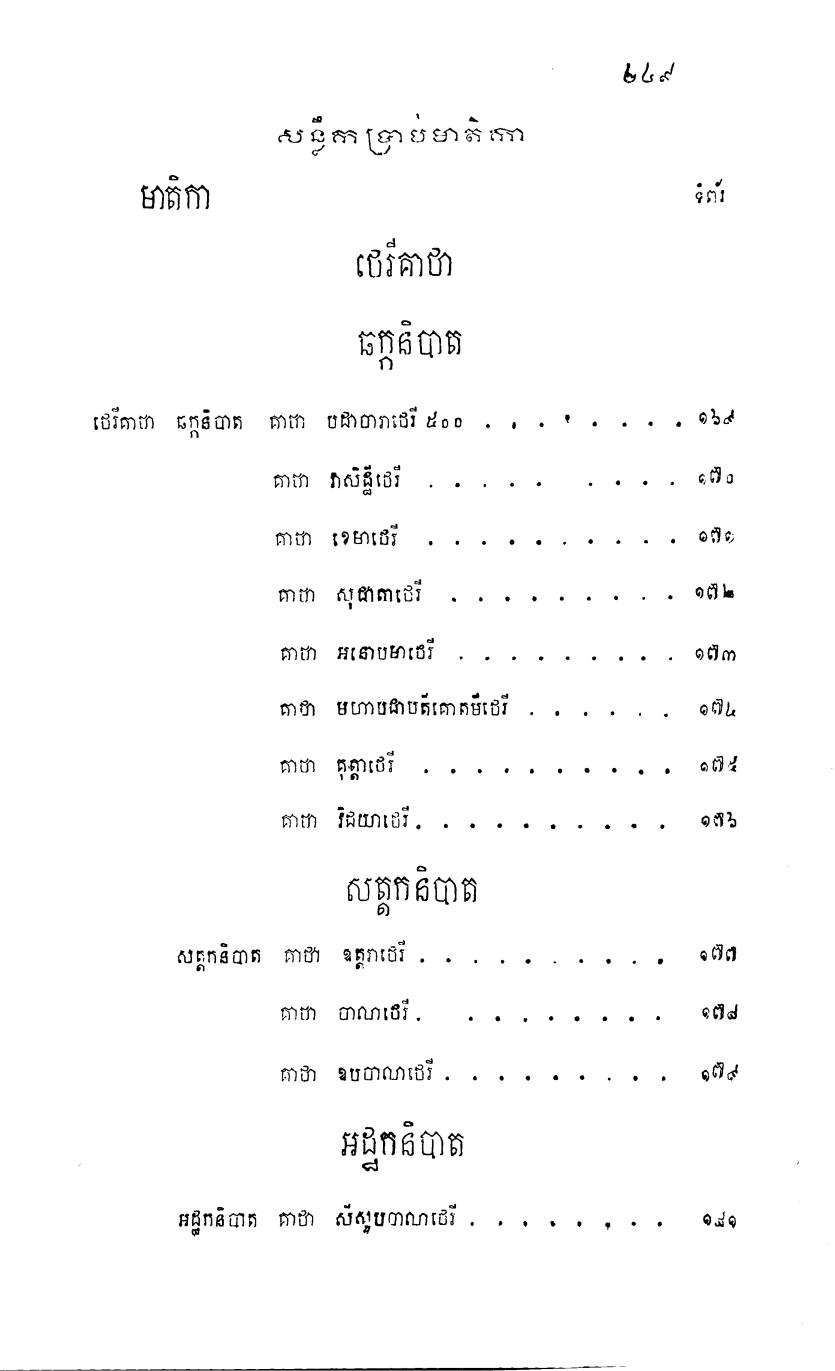 ២៤៩
សន្លឹកប្រាប់មាតិកា
មាតិកា ទំព័រ
ថេរីគាថា
ឆក្កនិបាត
ថេរីគាថា ឆក្កនិបាត គាថា បដាចារាថេរី ៥០០ . . . . . . . . ១៦៩
គាថា វាសិដ្ឋីថេរី . . . . . . . . . ១៧០
គាថា ខេមាថេរី . . . . . . . . . . ១៧១
គាថា សុជាតាថេរី . . . . . . . . . ១៧២
គាថា អនោបមាថេរី . . . . . . . . . ១៧៣
គាថា មហាបជាបតីគោតមីថេរី . . . . . . ១៧៤
គាថា គុត្តាថេរី . . . . . . . . . . ១៧៥
គាថា វិជយាថេរី . . . . . . . . . . ១៧៦
សត្តកនិបាត
សត្តកនិបាត គាថា ឧត្តរាថេរី . . . . . . . . . . ១៧៧
គាថា ចាលាថេរី . . . . . . . . . ១៧៨
គាថា ឧបចាលាថេរី . . . . . . . . . ១៧៩
អដ្ឋកនិបាត
អដ្ឋកនិបាត គាថា សីសូបចាលាថេរី . . . . . . . . ១៨១